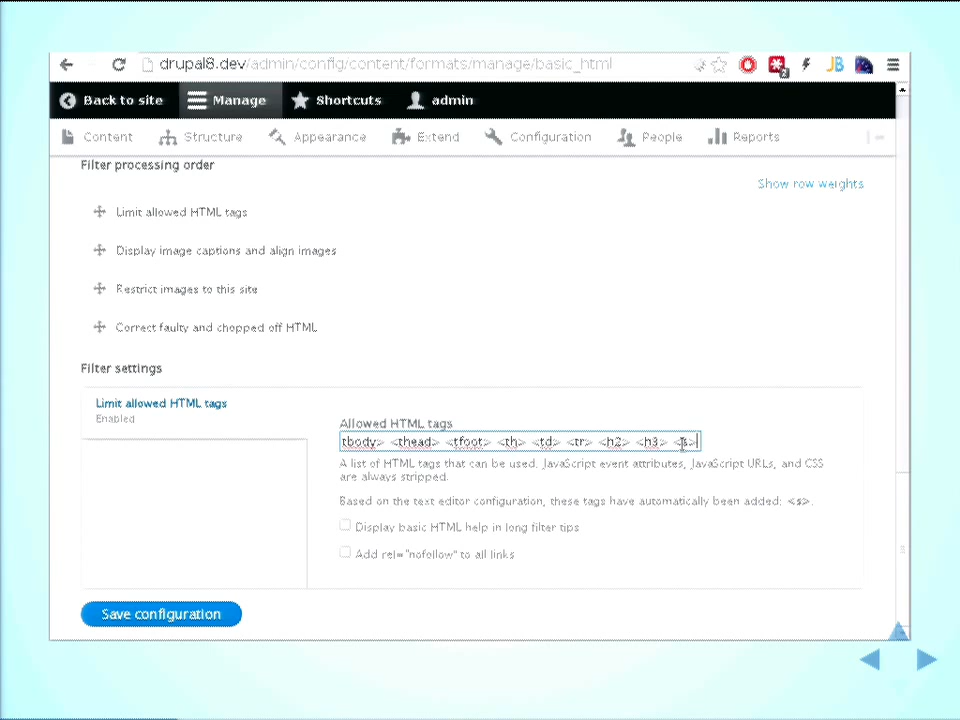 drupal8.dev/admin/config/content/formats/manage/basic_html
Back to site Manage Shortcuts admin
Content Structure Appearance Extend Configuration People Reports
Filter processing order
Show row weights
Limit allowed HTML tags
Display image captions and align images
Restrict images to this site
Correct faulty and chopped off HTML
Filter settings
Limit allowed HTML tags
Enabled
Allowed HTML tags
tbody> <thead> <tfoot> <th> <td> <tr> <h2> <h3> <s>
A list of HTML tags that can be used. JavaScript event attributes, JavaScript URLs, and CSS
are always stripped.
Based on the text editor configuration, these tags have automatically been added: <s>.
Display basic HTML help in long filter tips
Add rel="nofollow" to all links
Save configuration